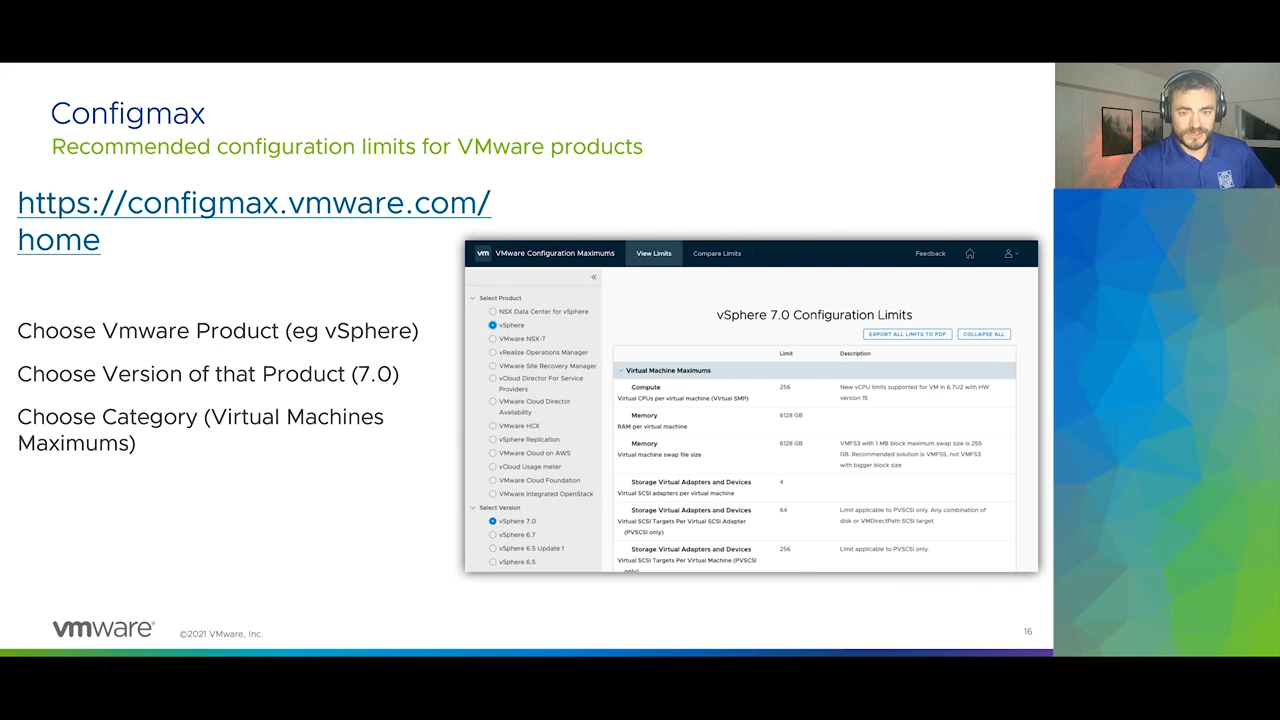 Configmax
Recommended configuration limits for VMware products
https://configmax.vmware.com/
home
Choose Vmware Product (eg vSphere)
Choose Version of that Product (7.0)
Choose Category (Virtual Machines
Maximums)
vm VMware Configuration Maximums View Limits Compare Limits Feedback
«
Select Product
NSX Data Center for vSphere
vSphere
VMware NSX-T
vRealize Operations Manager
VMware Site Recovery Manager
vCloud Director For Service
Providers
VMware Cloud Director
Availability
VMware HCX
vSphere Replication
VMware Cloud on AWS
vCloud Usage meter
VMware Cloud Foundation
VMware Integrated OpenStack
Select Version
vSphere 7.0
vSphere 6.7
vSphere 6.5 Update 1
vSphere 6.5
vSphere 7.0 Configuration Limits
EXPORT ALL LIMITS TO PDF COLLAPSE ALL
Limit Description
Virtual Machine Maximums
Compute 256 New vCPU limits supported for VM in 6.7U2 with HW
Virtual CPUs per virtual machine (Virtual SMP) version 15
Memory 6128 GB
RAM per virtual machine
Memory 6128 GB VMFS3 with 1 MB block maximum swap size is 255
Virtual machine swap file size GB. Recommended solution is VMFS5, not VMFS3
with bigger block size
Storage Virtual Adapters and Devices 4
Virtual SCSI adapters per virtual machine
Storage Virtual Adapters and Devices 64 Limit applicable to PVSCSI only. Any combination of
Virtual SCSI Targets Per Virtual SCSI Adapter disk or VMDirectPath SCSI target.
(PVSCSI only)
Storage Virtual Adapters and Devices 256 Limit applicable to PVSCSI only.
Virtual SCSI Targets Per Virtual Machine (PVSCSI
only)
vmware®
©2021 VMware, Inc.
16